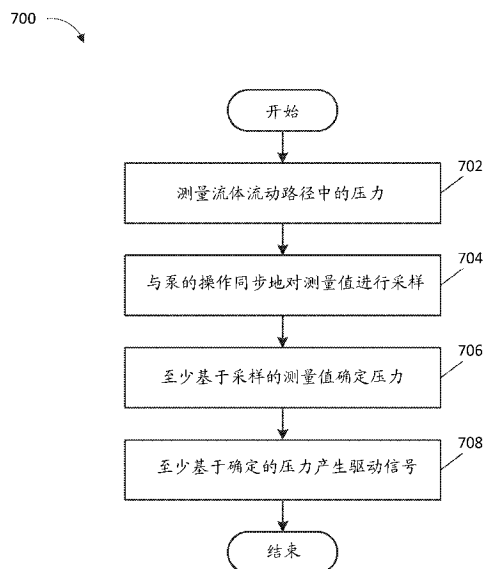 700
开始
702
测量流体流动路径中的压力
704
与泵的操作同步地对测量值进行采样
706
至少基于采样的测量值确定压力
708
至少基于确定的压力产生驱动信号
结束